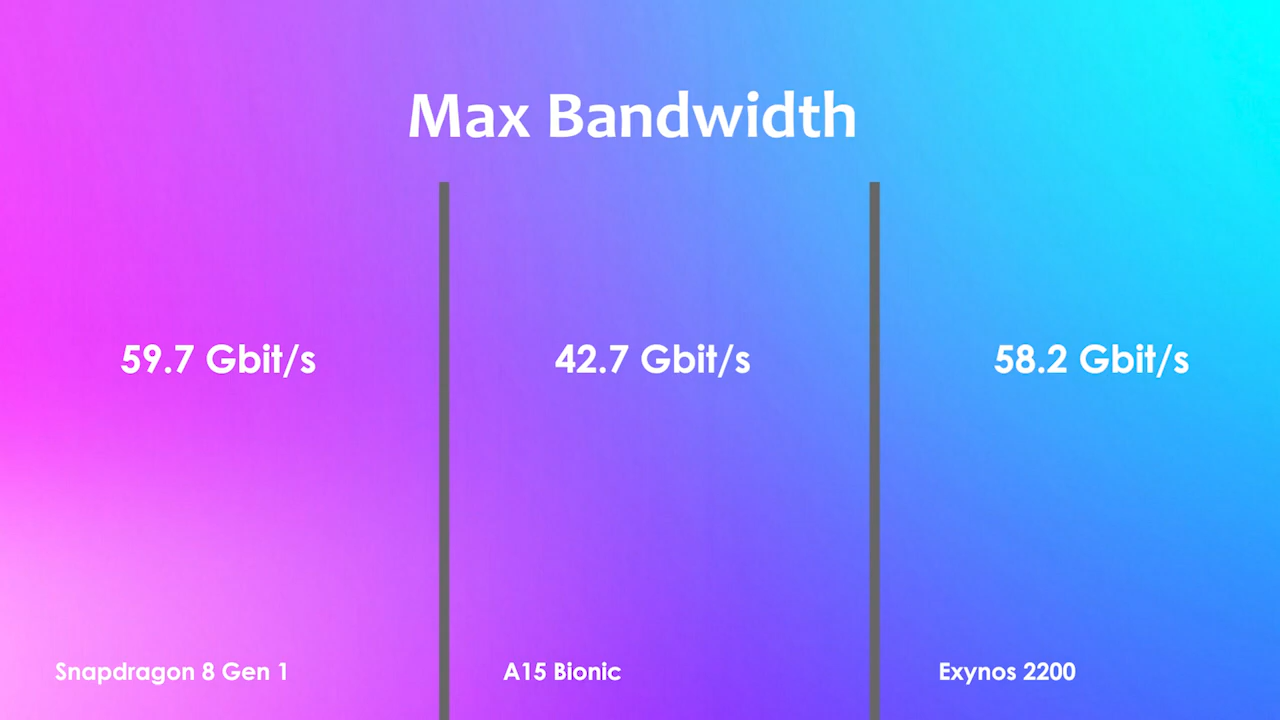 Max Bandwidth
59.7 Gbit/s
42.7 Gbit/s
58.2 Gbit/s
Snapdragon 8 Gen 1
A15 Bionic
Exynos 2200